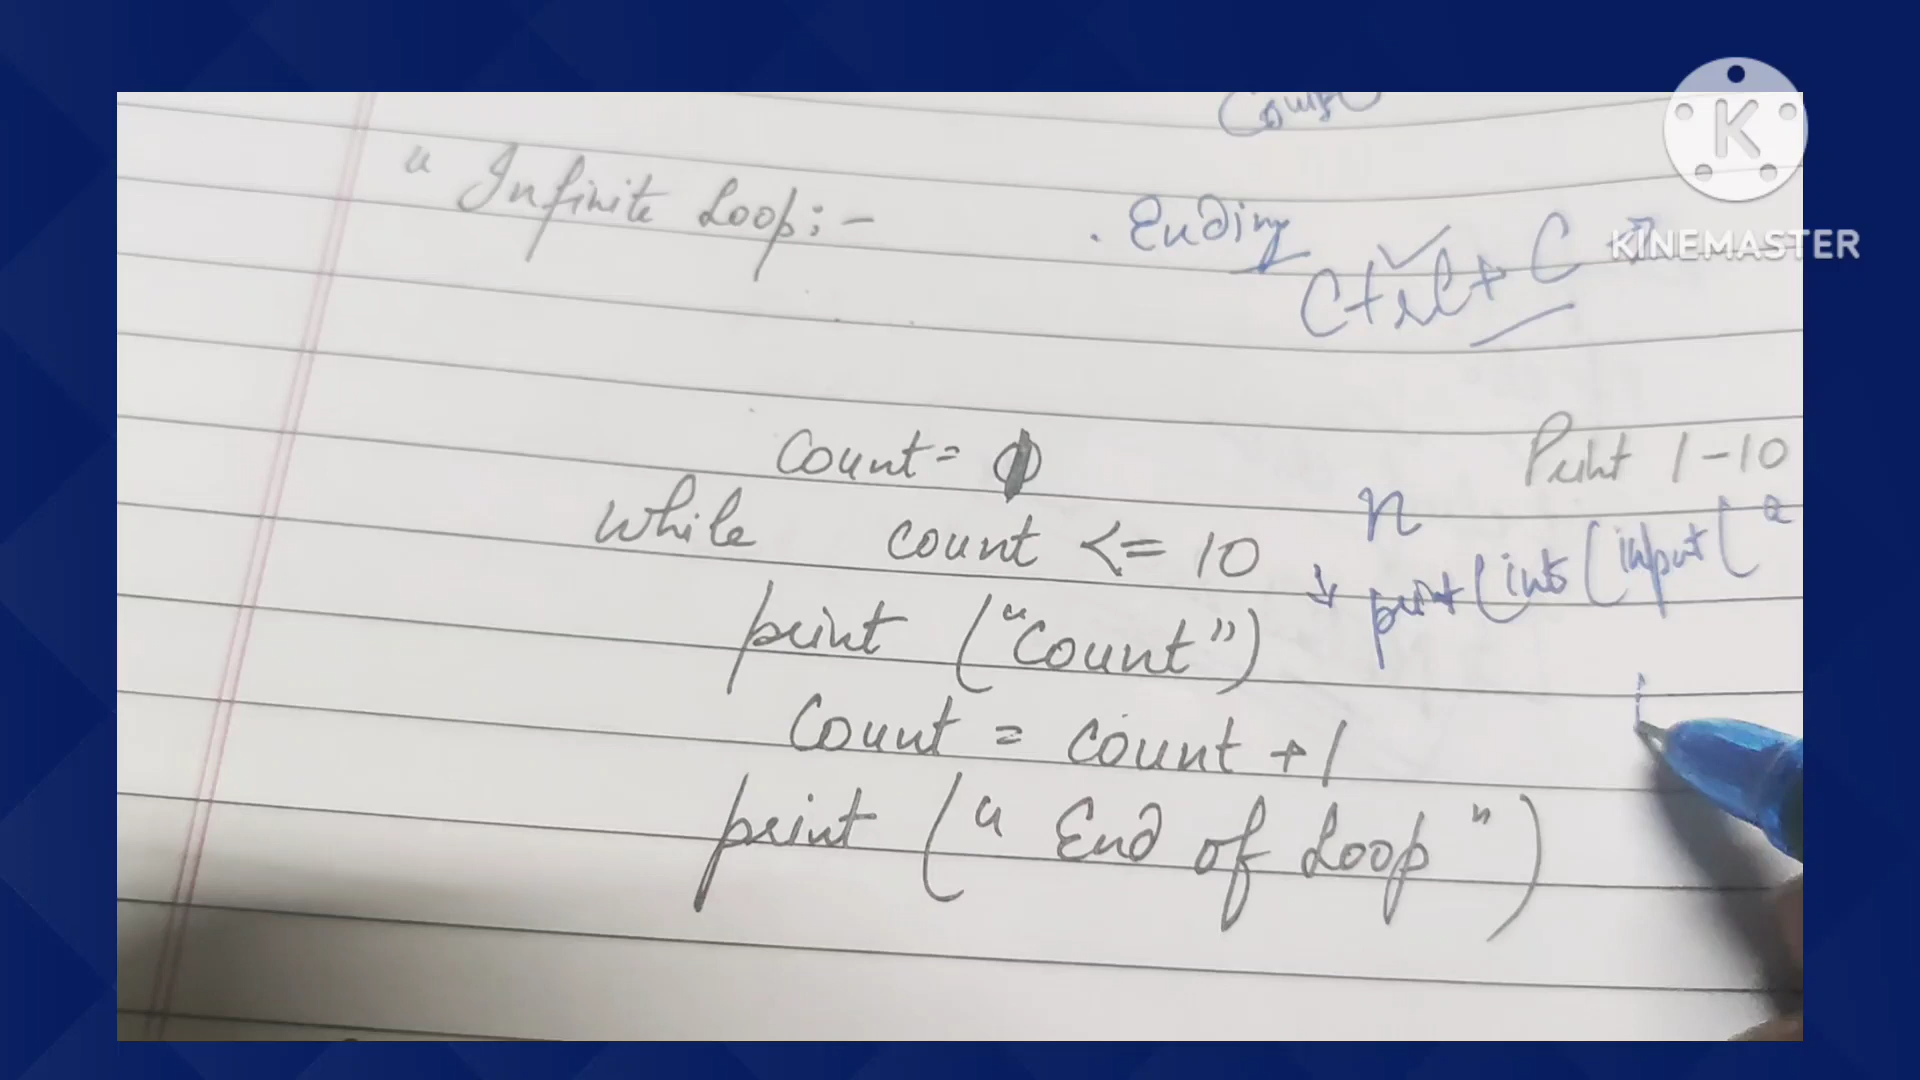 " Infinite Loop:-
. Ending
Ctrl + C
KINEMASTER
Print 1-10
Count =
n
while count <= 10
print (int (input ("
print ("Count")
Count = count + 1
print (" End of Loop ")